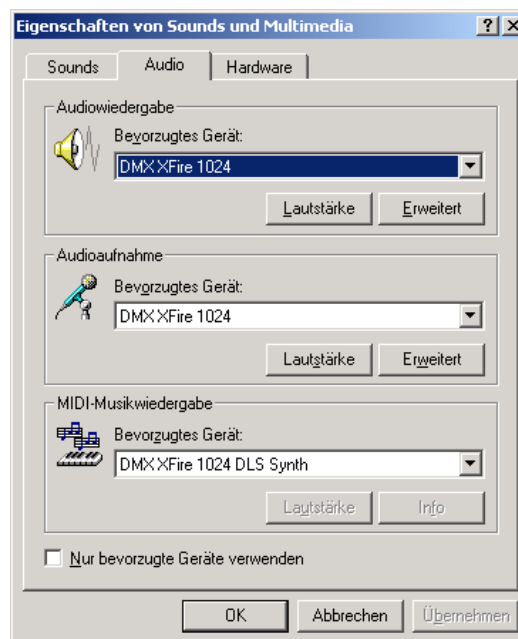 Eigenschaften von Sounds und Multimedia
Sounds Audio Hardware
Audiowiedergabe
Bevorzugtes Gerät:
DMX XFire 1024
Lautstärke Erweitert
Audioaufnahme
Bevorzugtes Gerät:
DMX XFire 1024
Lautstärke Erweitert
MIDI-Musikwiedergabe
Bevorzugtes Gerät:
DMX XFire 1024 DLS Synth
Lautstärke Info
Nur bevorzugte Geräte verwenden
OK Abbrechen Übernehmen